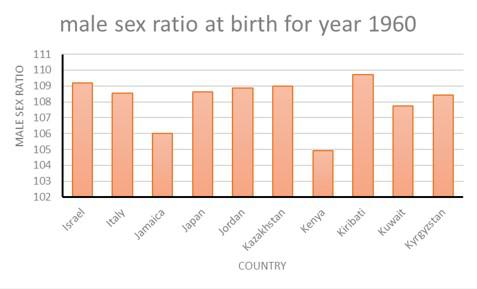 male sex ratio at birth for year 1960
MALE SEX RATIO
111
110
109
108
107
106
105
104
103
102
Israel
Italy
Jamaica
Japan
Jordan
Kazakhstan
Kenya
Kiribati
Kuwait
Kyrgyzstan
COUNTRY